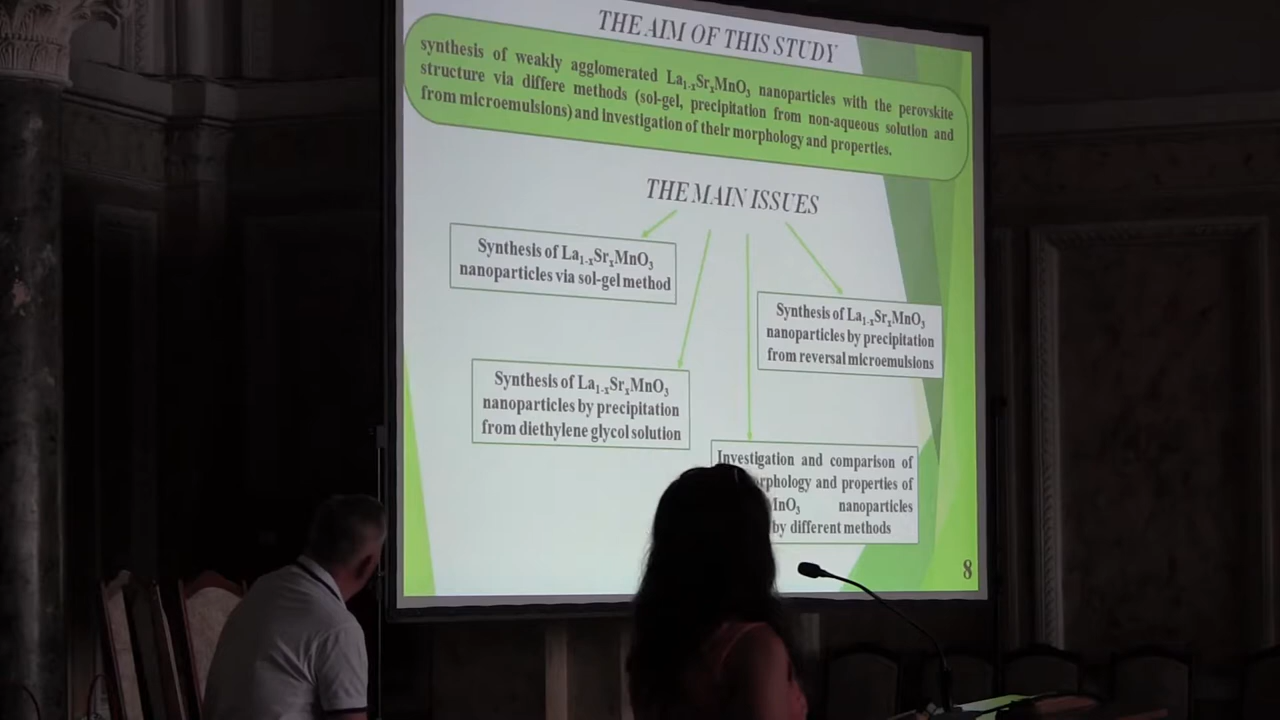 THE AIM OF THIS STUDY
synthesis of weakly agglomerated La₁₋ₓSrₓMnO₃ nanoparticles with the perovskite
structure via differe methods (sol-gel, precipitation from non-aqueous solution and
from microemulsions) and investigation of their morphology and properties.
THE MAIN ISSUES
Synthesis of La₁₋ₓSrₓMnO₃
nanoparticles via sol-gel method
Synthesis of La₁₋ₓSrₓMnO₃
nanoparticles by precipitation
from reversal microemulsions
Synthesis of La₁₋ₓSrₓMnO₃
nanoparticles by precipitation
from diethylene glycol solution
Investigation and comparison of
and properties of
nanoparticles
by different methods
8